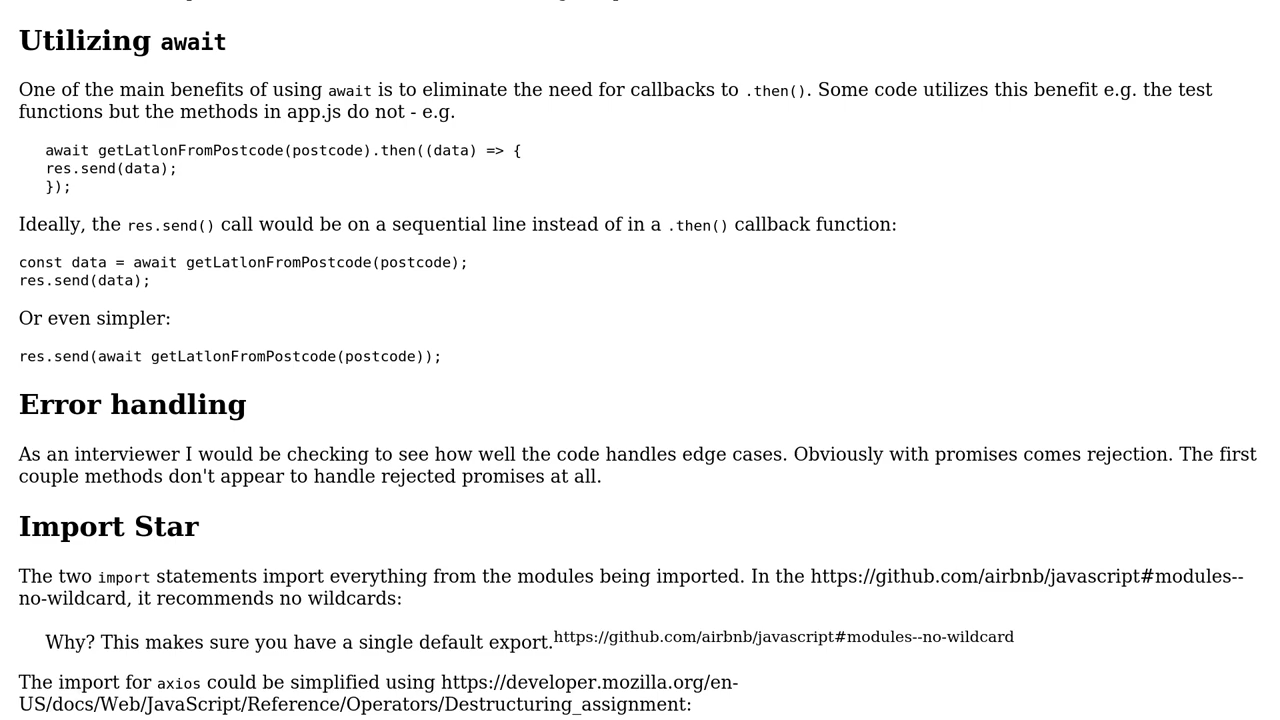 Utilizing await
One of the main benefits of using await is to eliminate the need for callbacks to .then(). Some code utilizes this benefit e.g. the test
functions but the methods in app.js do not - e.g.
await getLatlonFromPostcode(postcode).then((data) => {
res.send(data);
});
Ideally, the res.send() call would be on a sequential line instead of in a .then() callback function:
const data = await getLatlonFromPostcode(postcode);
res.send(data);
Or even simpler:
res.send(await getLatlonFromPostcode(postcode));
Error handling
As an interviewer I would be checking to see how well the code handles edge cases. Obviously with promises comes rejection. The first
couple methods don't appear to handle rejected promises at all.
Import Star
The two import statements import everything from the modules being imported. In the https://github.com/airbnb/javascript#modules--
no-wildcard, it recommends no wildcards:
Why? This makes sure you have a single default export.https://github.com/airbnb/javascript#modules--no-wildcard
The import for axios could be simplified using https://developer.mozilla.org/en-
US/docs/Web/JavaScript/Reference/Operators/Destructuring_assignment: